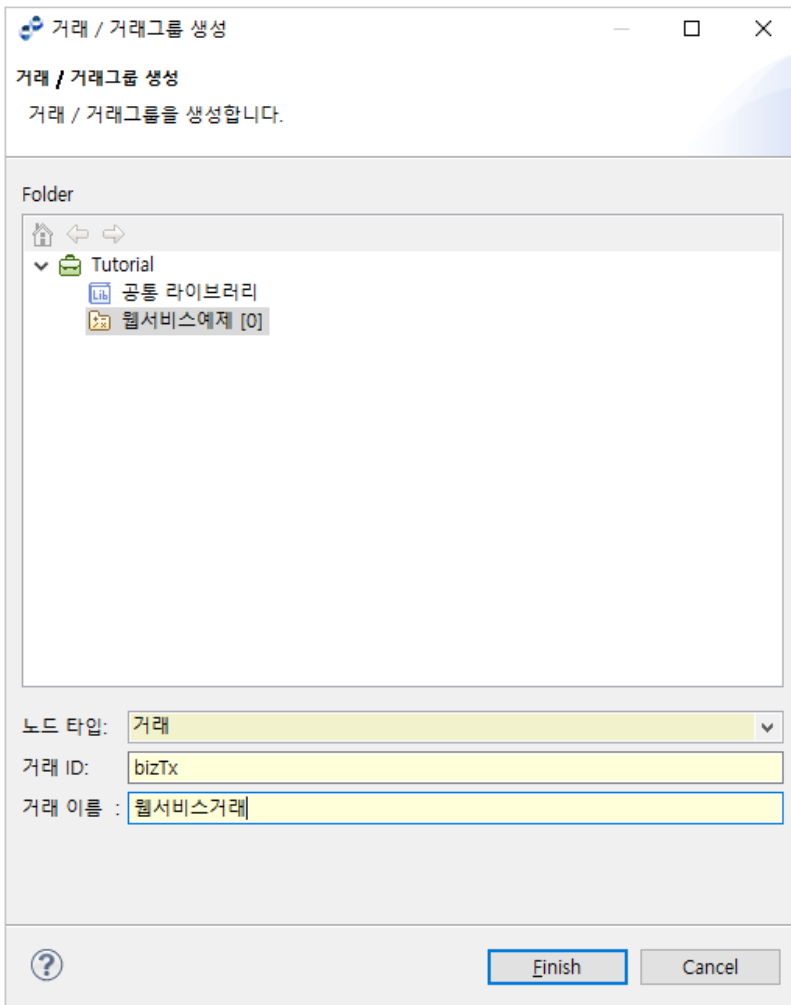 거래 / 거래그룹 생성
거래 / 거래그룹 생성
거래 / 거래그룹을 생성합니다.
Folder
Tutorial
Lib 공통 라이브러리
웹서비스예제 [0]
노드 타입: 거래
거래 ID: bizTx
거래 이름 : 웹서비스거래
Finish Cancel